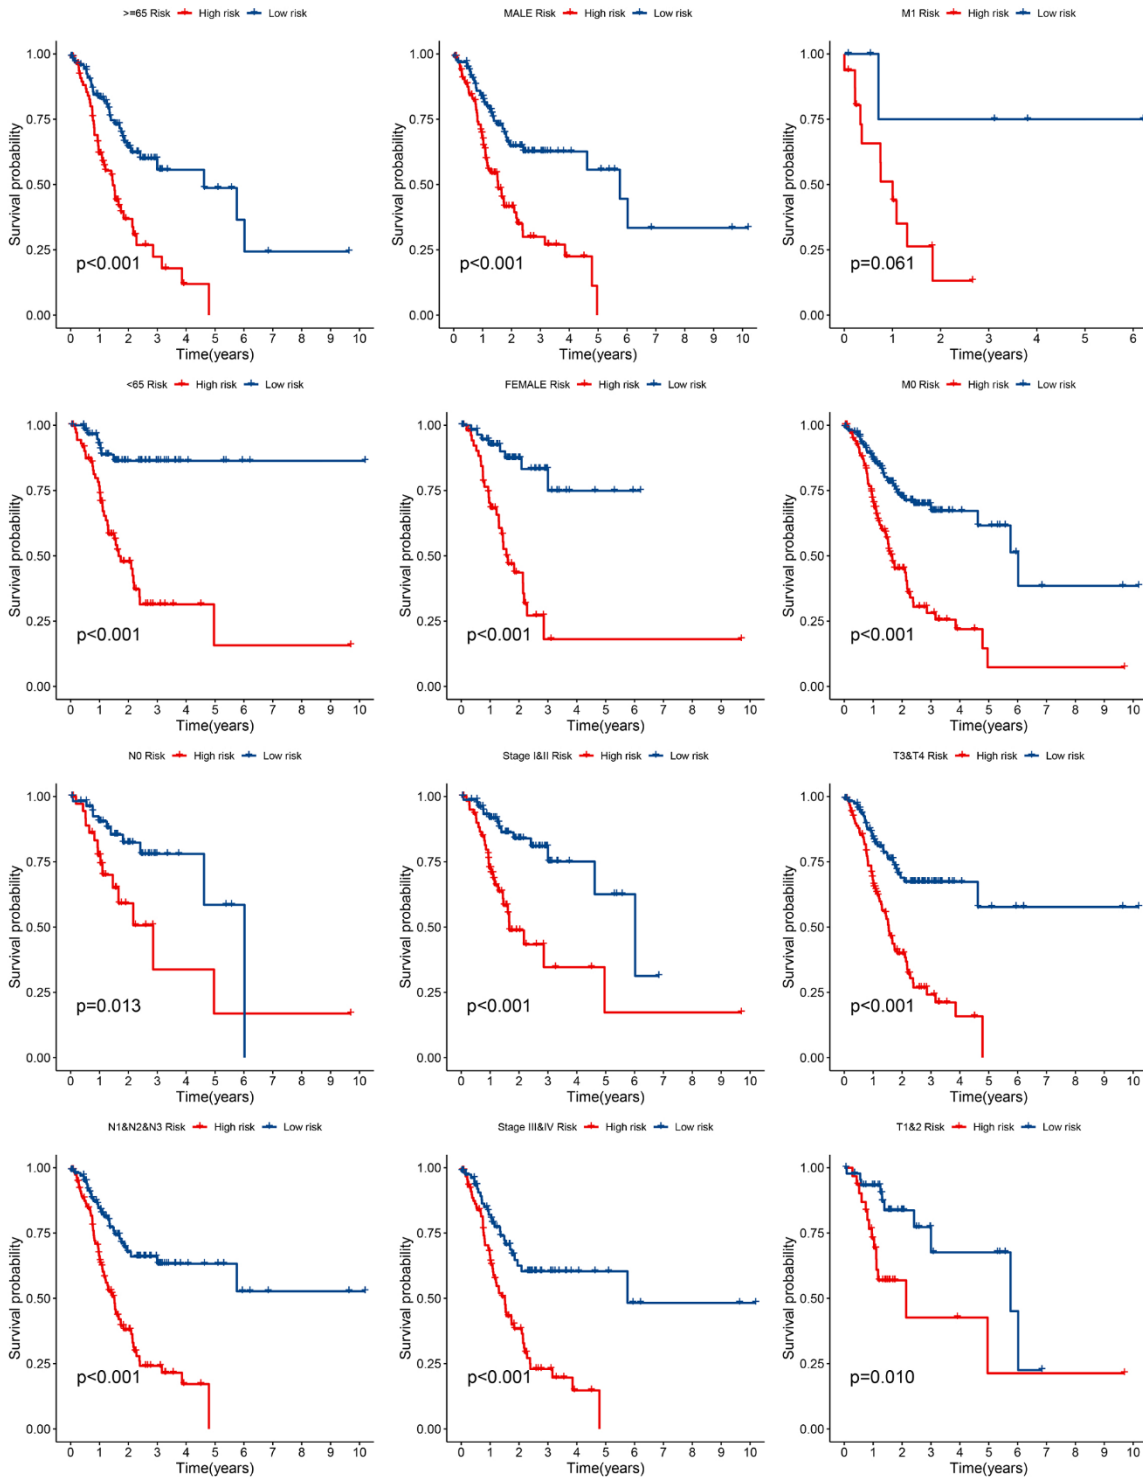 >=65 Risk High risk Low risk
Survival probability
1.00
0.75
0.50
0.25
0.00
p<0.001
0 1 2 3 4 5 6 7 8 9 10
Time(years)
MALE Risk High risk Low risk
Survival probability
1.00
0.75
0.50
0.25
0.00
p<0.001
0 1 2 3 4 5 6 7 8 9 10
Time(years)
M1 Risk High risk Low risk
Survival probability
1.00
0.75
0.50
0.25
0.00
p=0.061
0 1 2 3 4 5 6
Time(years)
<65 Risk High risk Low risk
Survival probability
1.00
0.75
0.50
0.25
0.00
p<0.001
0 1 2 3 4 5 6 7 8 9 10
Time(years)
FEMALE Risk High risk Low risk
Survival probability
1.00
0.75
0.50
0.25
0.00
p<0.001
0 1 2 3 4 5 6 7 8 9 10
Time(years)
M0 Risk High risk Low risk
Survival probability
1.00
0.75
0.50
0.25
0.00
p<0.001
0 1 2 3 4 5 6 7 8 9 10
Time(years)
N0 Risk High risk Low risk
Survival probability
1.00
0.75
0.50
0.25
0.00
p=0.013
0 1 2 3 4 5 6 7 8 9 10
Time(years)
Stage I&II Risk High risk Low risk
Survival probability
1.00
0.75
0.50
0.25
0.00
p<0.001
0 1 2 3 4 5 6 7 8 9 10
Time(years)
T3&T4 Risk High risk Low risk
Survival probability
1.00
0.75
0.50
0.25
0.00
p<0.001
0 1 2 3 4 5 6 7 8 9 10
Time(years)
N1&N2&N3 Risk High risk Low risk
Survival probability
1.00
0.75
0.50
0.25
0.00
p<0.001
0 1 2 3 4 5 6 7 8 9 10
Time(years)
Stage III&IV Risk High risk Low risk
Survival probability
1.00
0.75
0.50
0.25
0.00
p<0.001
0 1 2 3 4 5 6 7 8 9 10
Time(years)
T1&2 Risk High risk Low risk
Survival probability
1.00
0.75
0.50
0.25
0.00
p=0.010
0 1 2 3 4 5 6 7 8 9 10
Time(years)